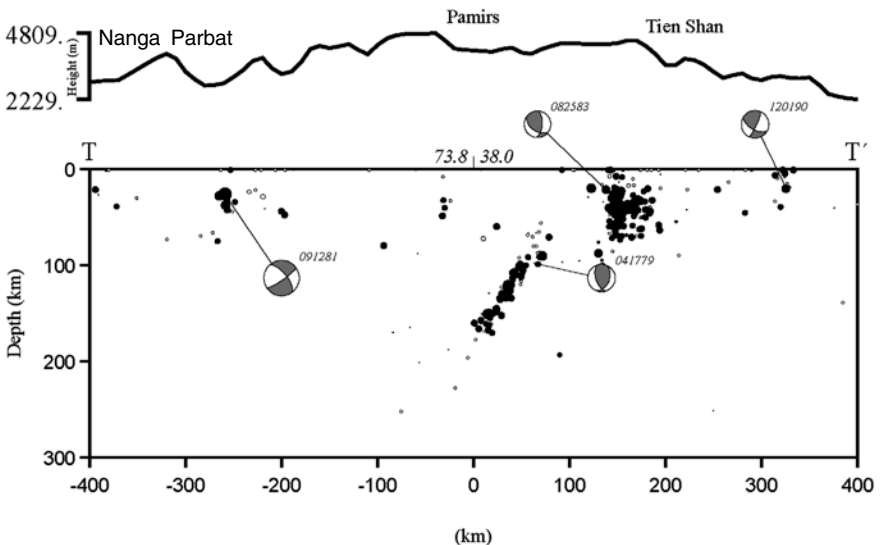 Pamirs
4809. Nanga Parbat Tien Shan
Height (m)
2229.
082583 120190
T 73.8 38.0 T′
0
091281 041779
100
200
300
Depth (km)
-400 -300 -200 -100 0 100 200 300 400
(km)